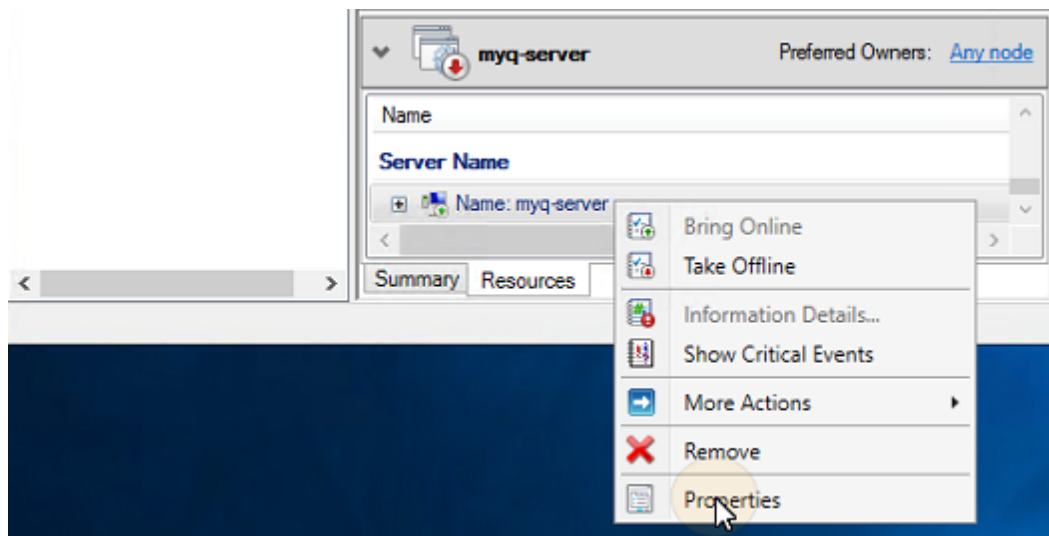 myq-server Preferred Owners: Any node
Name
Server Name
Name: myq-server
Bring Online
Take Offline
Summary Resources
Information Details...
Show Critical Events
More Actions
Remove
Properties